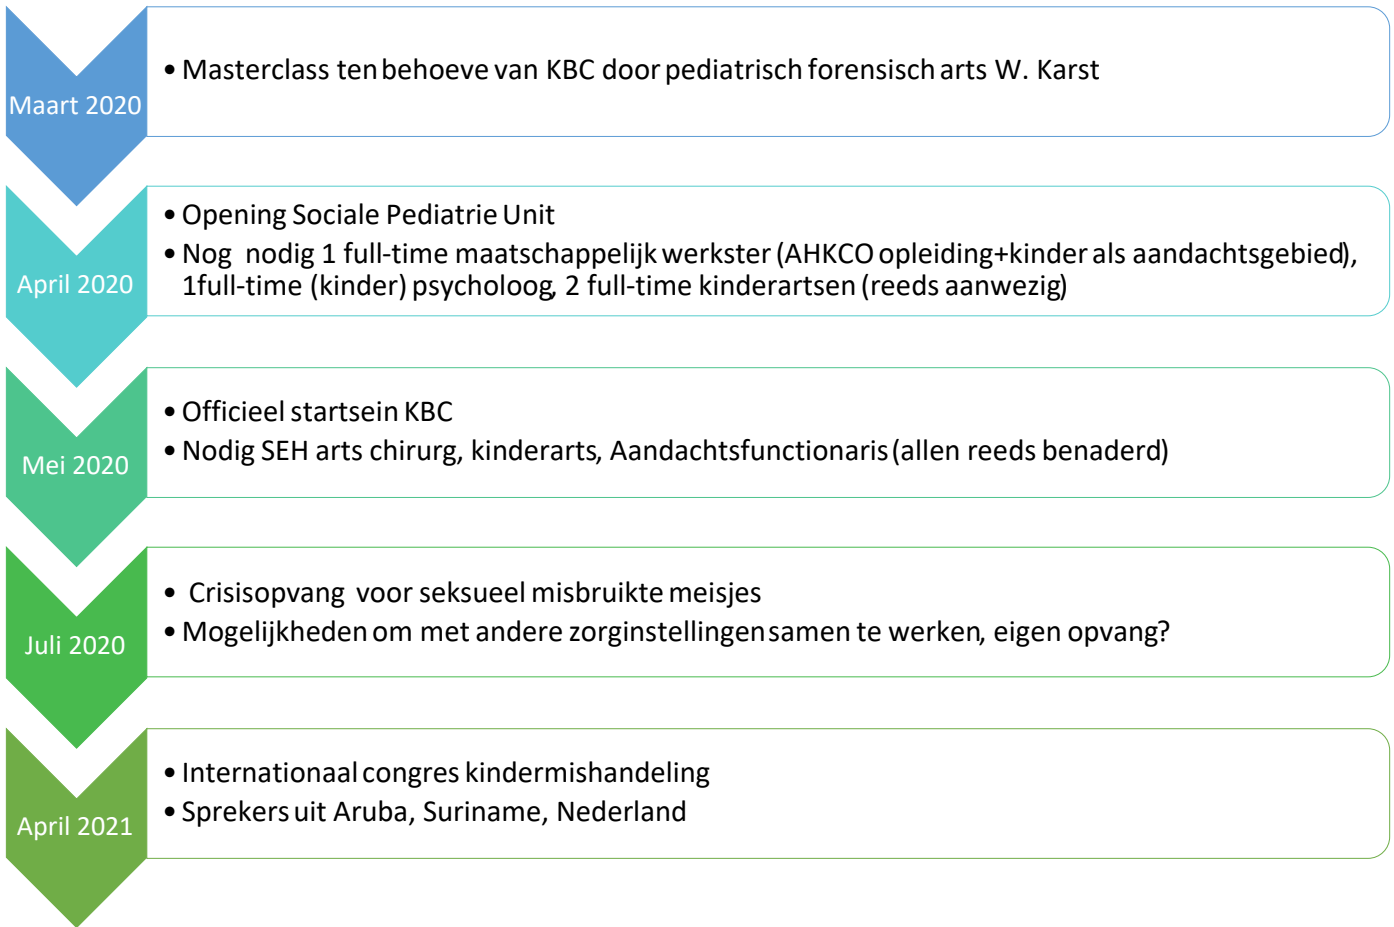 Maart 2020
• Masterclass ten behoeve van KBC door pediatrisch forensisch arts W. Karst
April 2020
• Opening Sociale Pediatrie Unit
• Nog nodig 1 full-time maatschappelijk werkster (AHKCO opleiding+kinder als aandachtsgebied),
1full-time (kinder) psycholoog, 2 full-time kinderartsen (reeds aanwezig)
Mei 2020
• Officieel startsein KBC
• Nodig SEH arts chirurg, kinderarts, Aandachtsfunctionaris (allen reeds benaderd)
Juli 2020
• Crisisopvang voor seksueel misbruikte meisjes
• Mogelijkheden om met andere zorginstellingen samen te werken, eigen opvang?
April 2021
• Internationaal congres kindermishandeling
• Sprekers uit Aruba, Suriname, Nederland